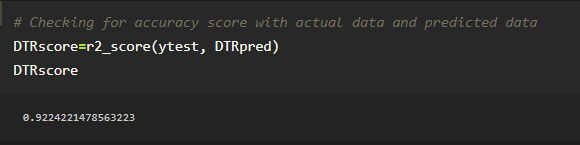 # Checking for accuracy score with actual data and predicted data
DTRscore=r2_score(ytest, DTRpred)
DTRscore
0.9224221478563223